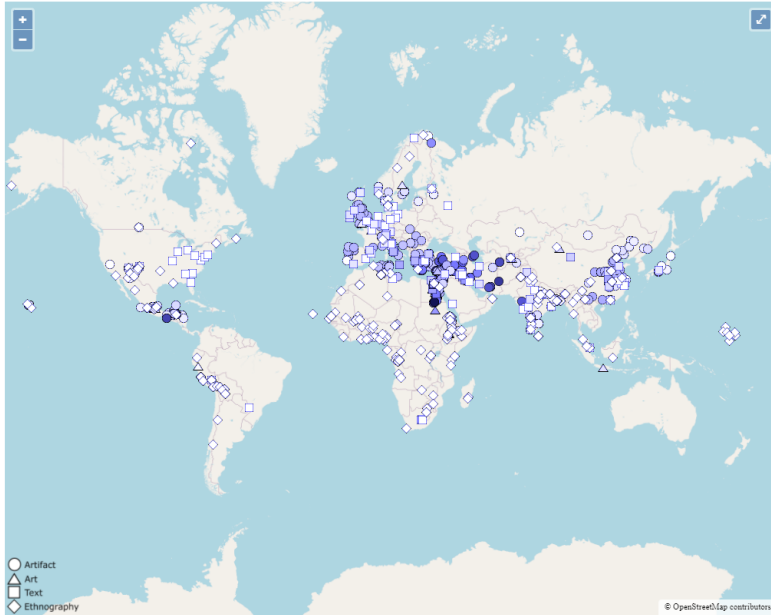 +
−
Artifact
Art
Text
Ethnography
© OpenStreetMap contributors